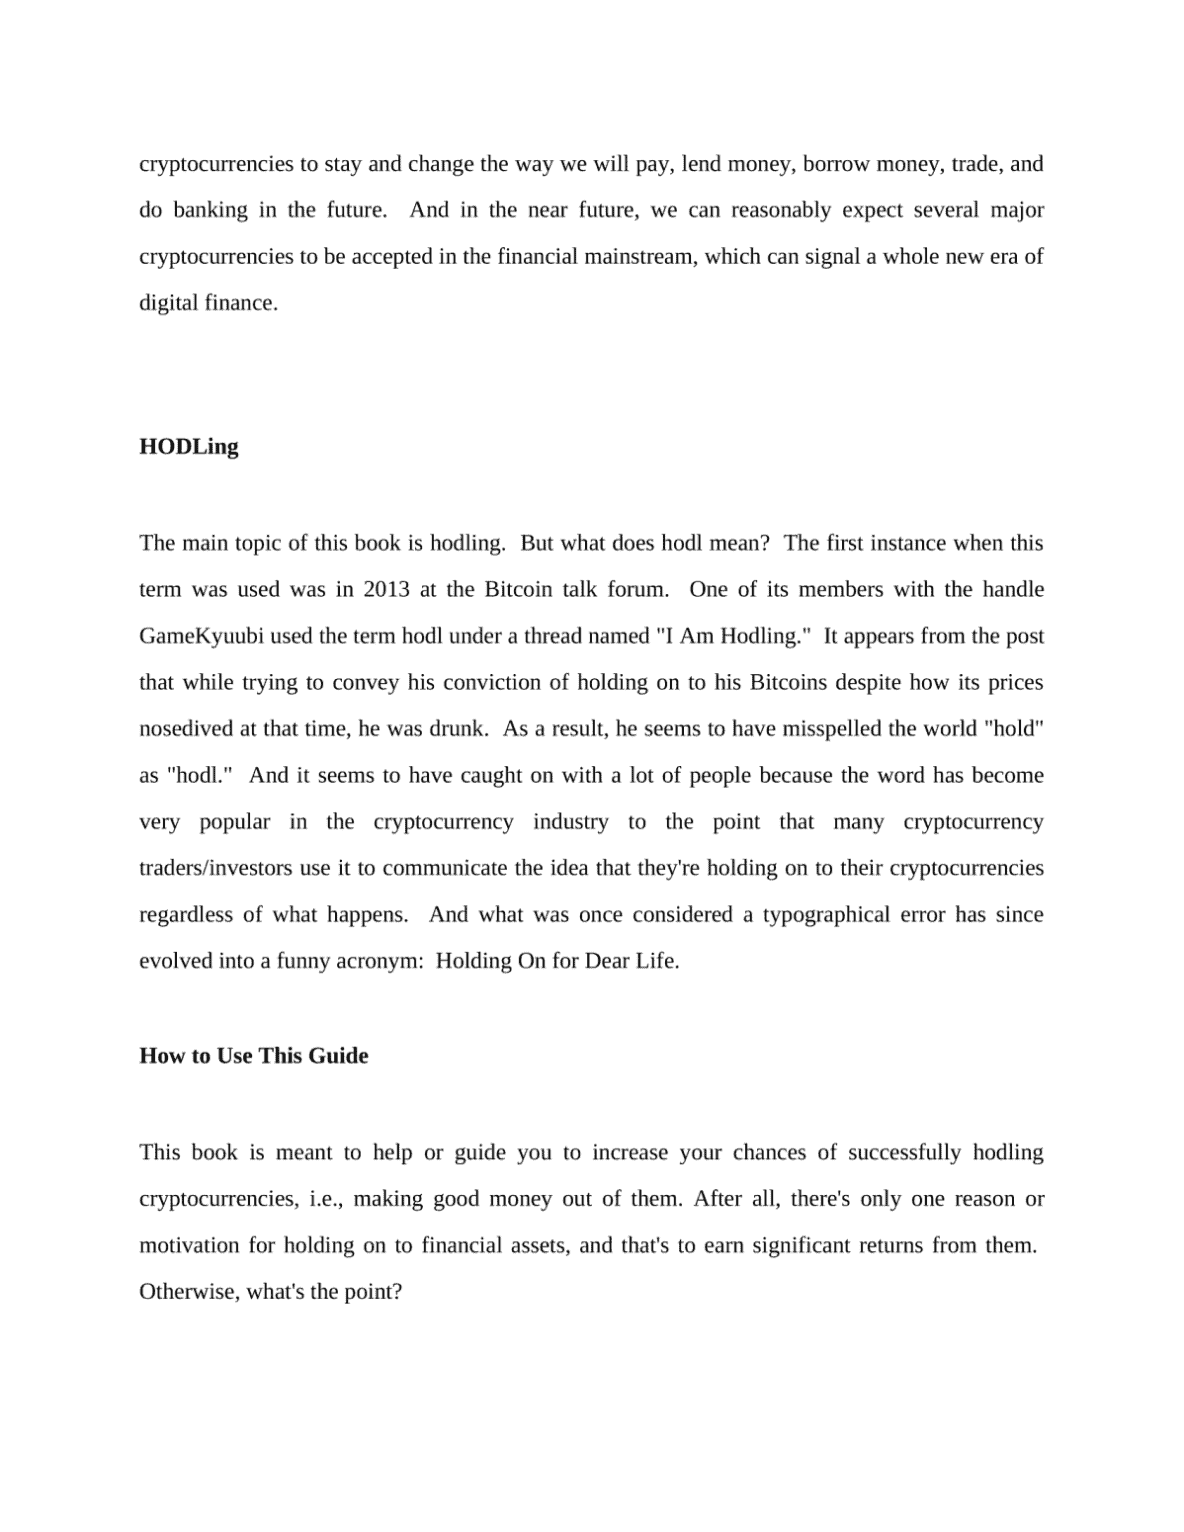 cryptocurrencies to stay and change the way we will pay, lend money, borrow money, trade, and
do banking in the future.  And in the near future, we can reasonably expect several major
cryptocurrencies to be accepted in the financial mainstream, which can signal a whole new era of
digital finance.
HODLing
The main topic of this book is hodling.  But what does hodl mean?  The first instance when this
term was used was in 2013 at the Bitcoin talk forum.  One of its members with the handle
GameKyuubi used the term hodl under a thread named "I Am Hodling."  It appears from the post
that while trying to convey his conviction of holding on to his Bitcoins despite how its prices
nosedived at that time, he was drunk.  As a result, he seems to have misspelled the world "hold"
as "hodl."  And it seems to have caught on with a lot of people because the word has become
very popular in the cryptocurrency industry to the point that many cryptocurrency
traders/investors use it to communicate the idea that they're holding on to their cryptocurrencies
regardless of what happens.  And what was once considered a typographical error has since
evolved into a funny acronym:  Holding On for Dear Life.
How to Use This Guide
This book is meant to help or guide you to increase your chances of successfully hodling
cryptocurrencies, i.e., making good money out of them. After all, there's only one reason or
motivation for holding on to financial assets, and that's to earn significant returns from them.
Otherwise, what's the point?